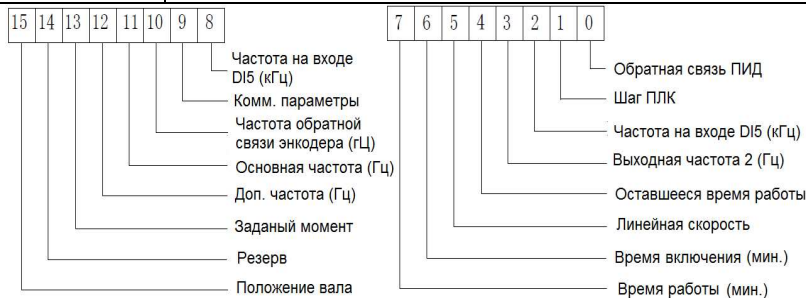 15 14 13 12 11 10 9 8
Частота на входе
DI5 (кГц)
Комм. параметры
Частота обратной
связи энкодера (гЦ)
Основная частота (Гц)
Доп. частота (Гц)
Заданый момент
Резерв
Положение вала
7 6 5 4 3 2 1 0
Обратная связь ПИД
Шаг ПЛК
Частота на входе DI5 (кГц)
Выходная частота 2 (Гц)
Оставшееся время работы
Линейная скорость
Время включения (мин.)
Время работы (мин.)